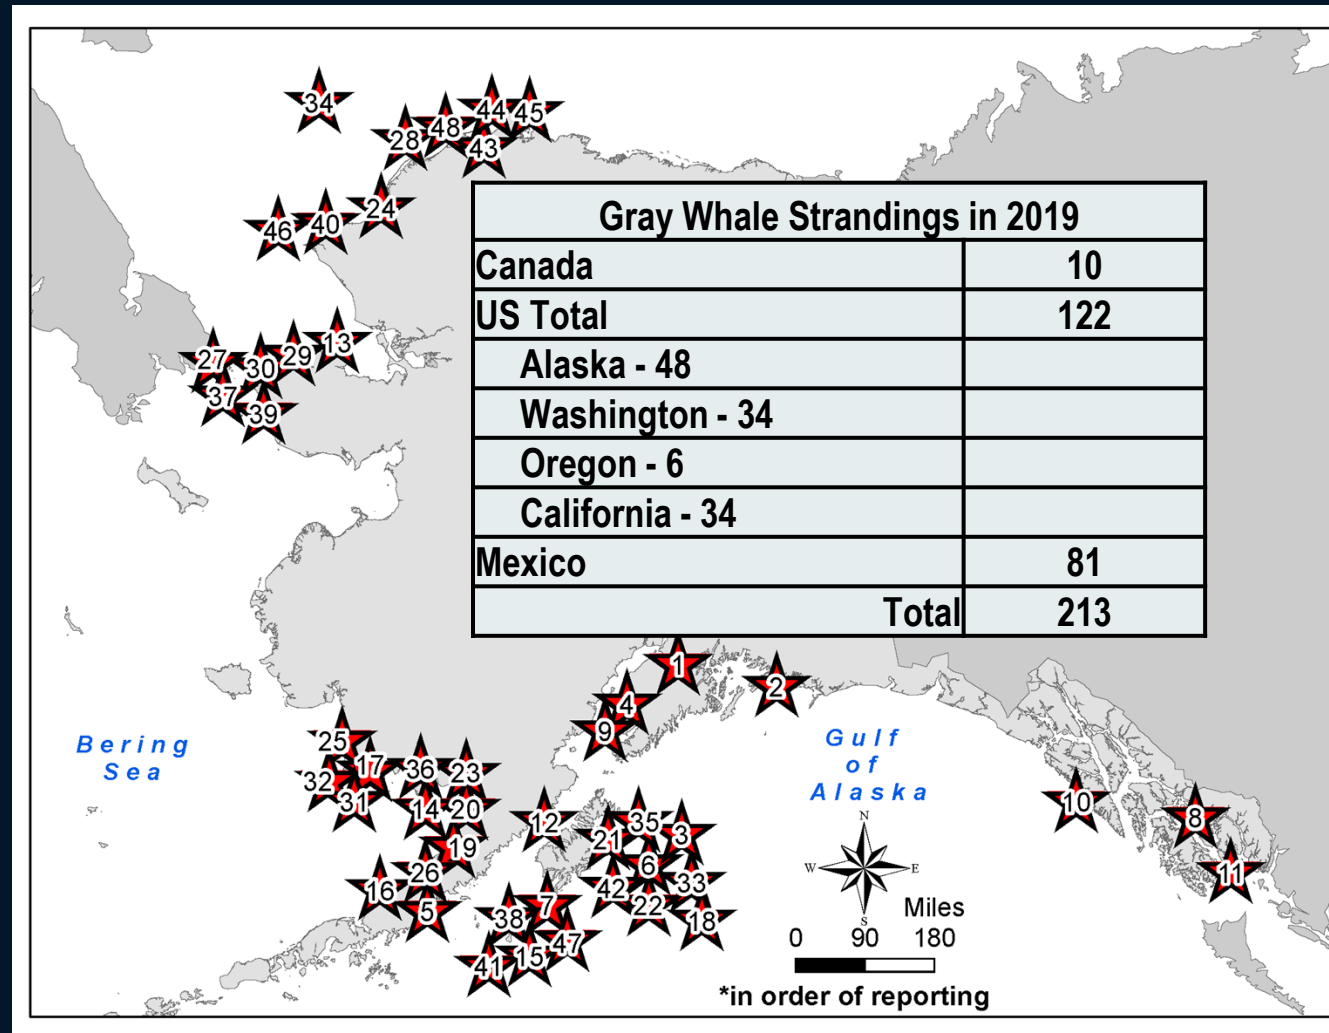 34
44
45
48
28
43
24
46
40
Gray Whale Strandings in 2019
Canada 10
US Total 122
Alaska - 48
Washington - 34
Oregon - 6
California - 34
Mexico 81
Total 213
13
27
29
30
37
39
1
2
4
9
Bering
Sea
Gulf
of
Alaska
25
17
36
23
32
31
14
20
12
35
3
21
19
6
26
16
42
33
5
38
7
22
18
47
15
41
10
8
11
N
W
E
S
Miles
0 90 180
*in order of reporting